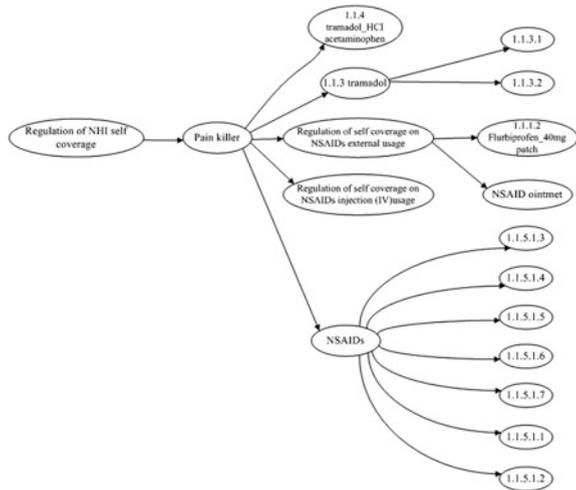 1.1.4
tramadol_HCI
acetaminophen
1.1.3.1
1.1.3 tramadol
1.1.3.2
Regulation of NHI self
coverage
Pain killer
Regulation of self coverage on
NSAIDs external usage
1.1.1.2
Flurbiprofen_40mg
patch
Regulation of self coverage on
NSAIDs injection (IV)usage
NSAID ointmet
1.1.5.1.3
1.1.5.1.4
1.1.5.1.5
NSAIDs
1.1.5.1.6
1.1.5.1.7
1.1.5.1.1
1.1.5.1.2